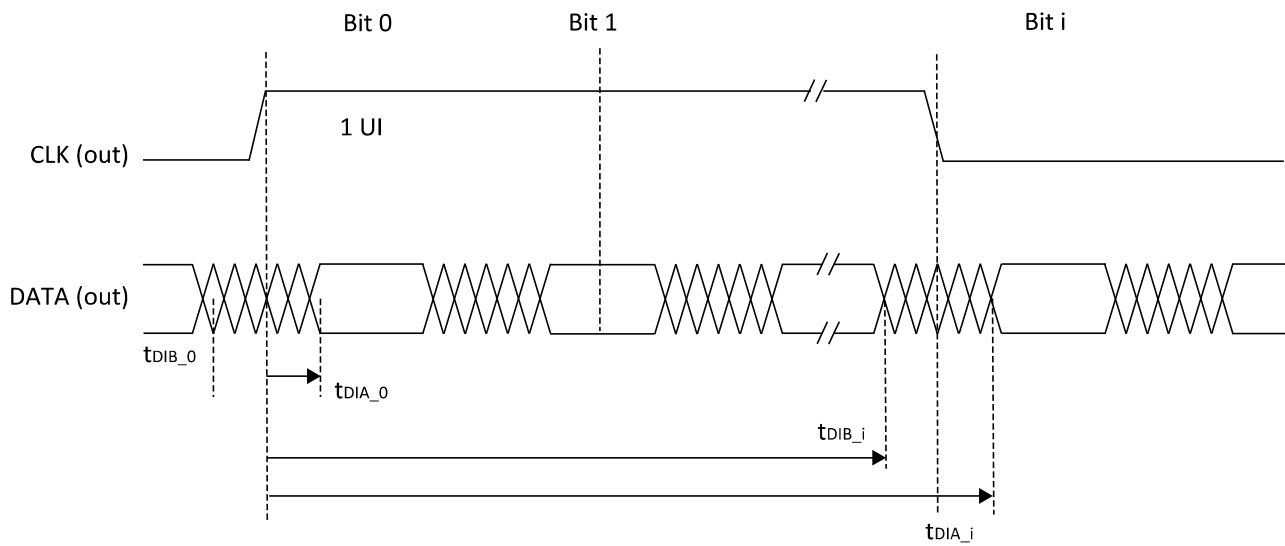 Bit 0
Bit 1
Bit i
1 UI
CLK (out)
DATA (out)
tDIB_0
tDIA_0
tDIB_i
tDIA_i